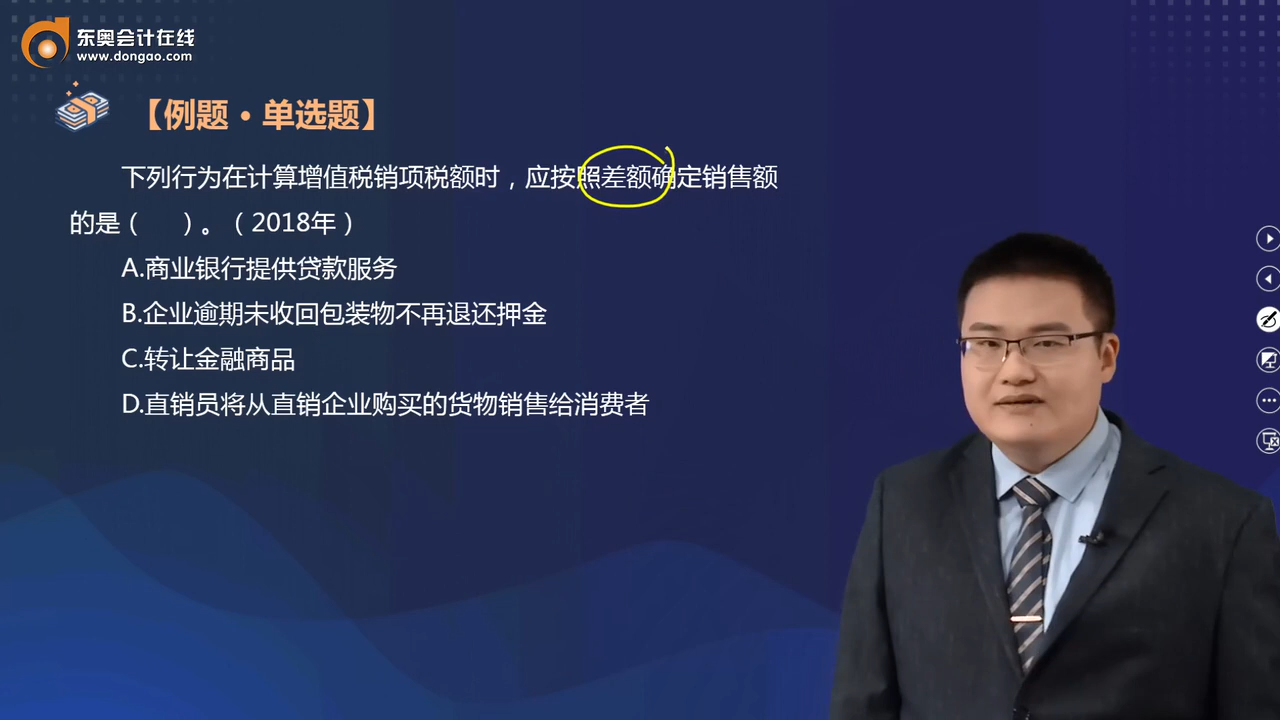 东奥会计在线
www.dongao.com
【例题·单选题】
下列行为在计算增值税销项税额时，应按照差额确定销售额
的是（　　）。（2018年）
A.商业银行提供贷款服务
B.企业逾期未收回包装物不再退还押金
C.转让金融商品
D.直销员将从直销企业购买的货物销售给消费者